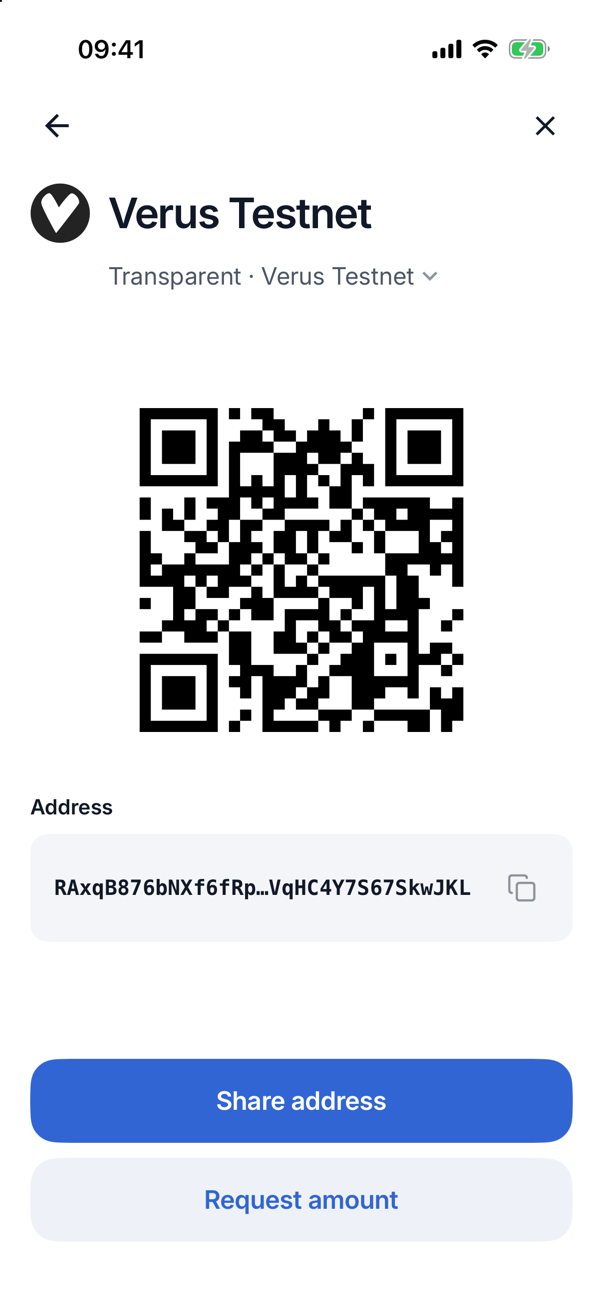 09:41
Verus Testnet
Transparent · Verus Testnet
Address
RAxqB876bNXf6fRp…VqHC4Y7S67SkwJKL
Share address
Request amount